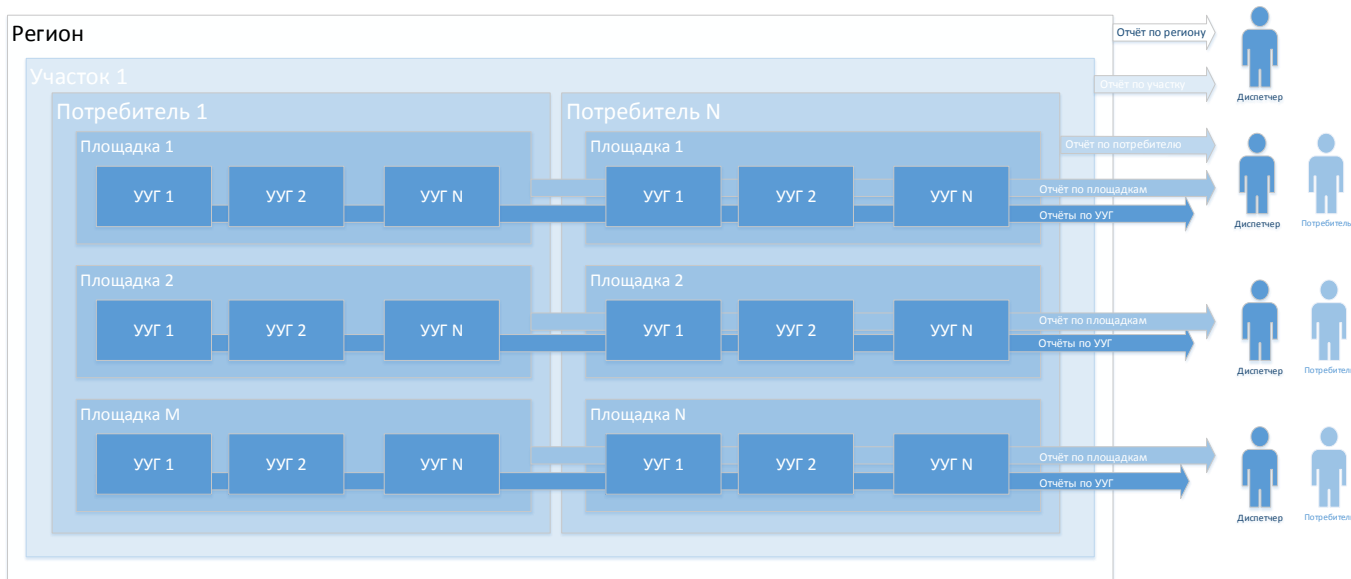 Регион
Отчёт по региону
Диспетчер
Участок 1
Отчёт по участку
Потребитель 1
Потребитель N
Отчёт по потребителю
Площадка 1
Площадка 1
УУГ 1
УУГ 2
УУГ N
УУГ 1
УУГ 2
УУГ N
Отчёт по площадкам
Отчёты по УУГ
Диспетчер
Потребитель
Площадка 2
Площадка 2
УУГ 1
УУГ 2
УУГ N
УУГ 1
УУГ 2
УУГ N
Отчёт по площадкам
Отчёты по УУГ
Диспетчер
Потребитель
Площадка M
Площадка N
УУГ 1
УУГ 2
УУГ N
УУГ 1
УУГ 2
УУГ N
Отчёт по площадкам
Отчёты по УУГ
Диспетчер
Потребитель